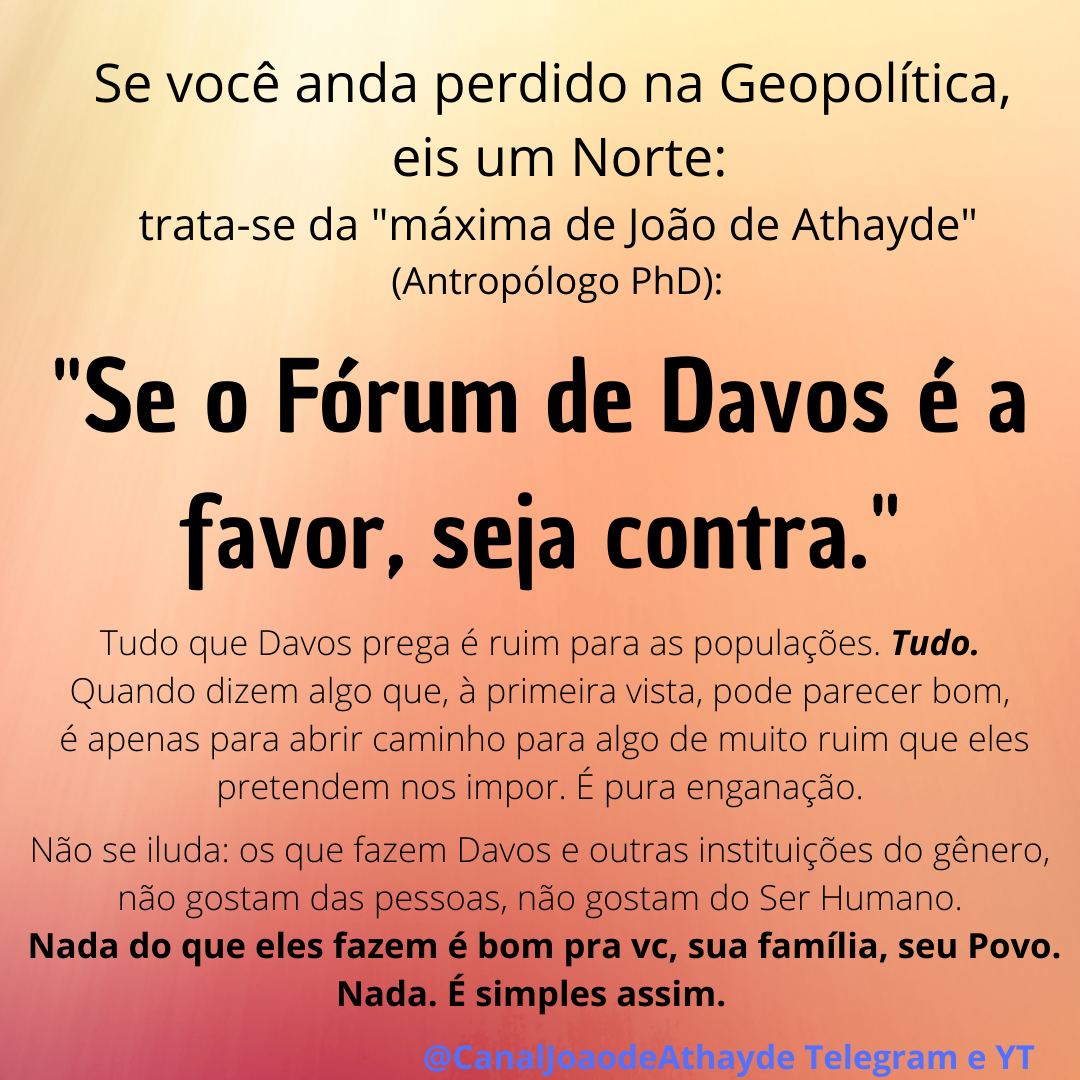 Se você anda perdido na Geopolítica,
eis um Norte:
trata-se da "máxima de João de Athayde"
(Antropólogo PhD):
"Se o Fórum de Davos é a
favor, seja contra."
Tudo que Davos prega é ruim para as populações. Tudo.
Quando dizem algo que, à primeira vista, pode parecer bom,
é apenas para abrir caminho para algo de muito ruim que eles
pretendem nos impor. É pura enganação.
Não se iluda: os que fazem Davos e outras instituições do gênero,
não gostam das pessoas, não gostam do Ser Humano.
Nada do que eles fazem é bom pra vc, sua família, seu Povo.
Nada. É simples assim.
@CanalJoaodeAthayde Telegram e YT